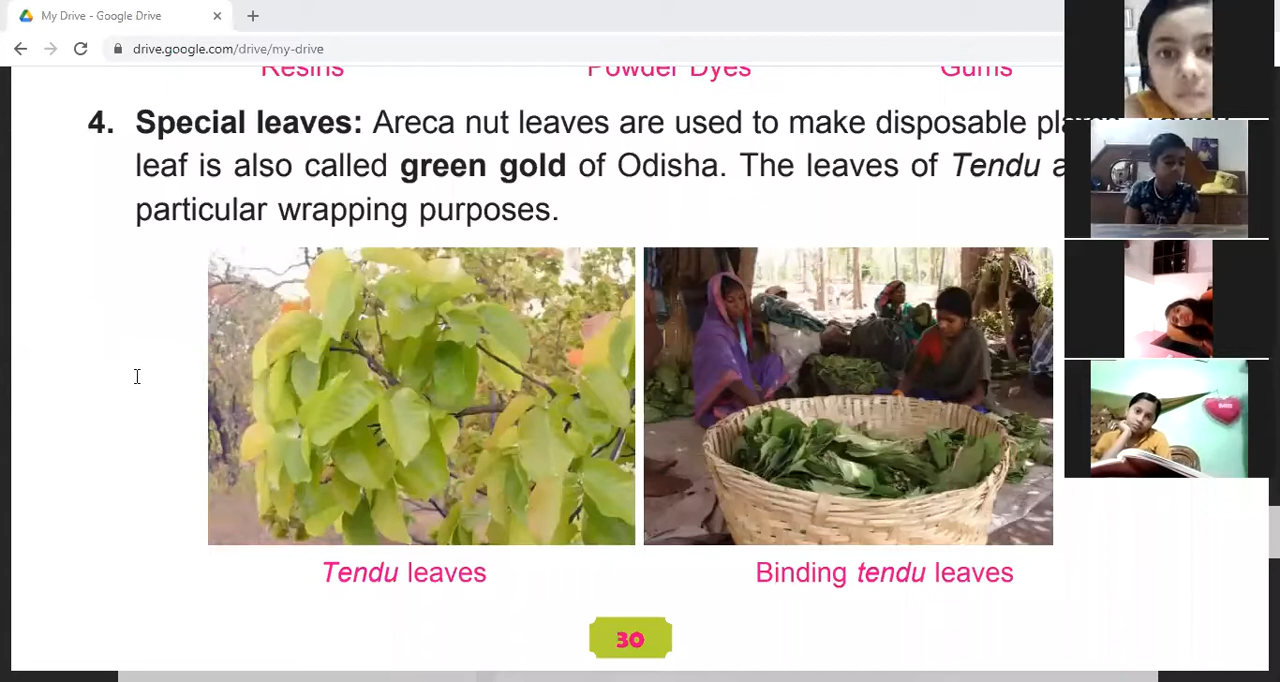 My Drive - Google Drive
drive.google.com/drive/my-drive
Resins Powder Dyes Gums
4. Special leaves: Areca nut leaves are used to make disposable
leaf is also called green gold of Odisha. The leaves of Tendu
particular wrapping purposes.
Tendu leaves Binding tendu leaves
30